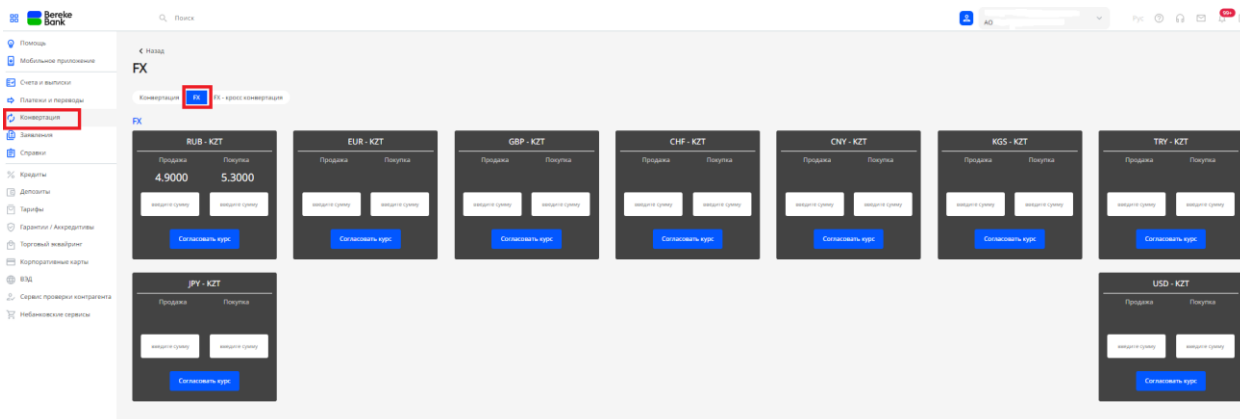 Bereke
Bank
Поиск
AO
Рус
99+
Помощь
Мобильное приложение
Счета и выписки
Платежи и переводы
Конвертация
Заявления
Справки
Кредиты
Депозиты
Тарифы
Гарантии / Аккредитивы
Торговый эквайринг
Корпоративные карты
ВЭД
Сервис проверки контрагента
Небанковские сервисы
Назад
FX
Конвертация FX FX - кросс-конвертация
FX
RUB - KZT
Продажа Покупка
4.9000 5.3000
введите сумму введите сумму
Согласовать курс
EUR - KZT
Продажа Покупка
введите сумму введите сумму
Согласовать курс
GBP - KZT
Продажа Покупка
введите сумму введите сумму
Согласовать курс
CHF - KZT
Продажа Покупка
введите сумму введите сумму
Согласовать курс
CNY - KZT
Продажа Покупка
введите сумму введите сумму
Согласовать курс
KGS - KZT
Продажа Покупка
введите сумму введите сумму
Согласовать курс
TRY - KZT
Продажа Покупка
введите сумму введите сумму
Согласовать курс
JPY - KZT
Продажа Покупка
введите сумму введите сумму
Согласовать курс
USD - KZT
Продажа Покупка
введите сумму введите сумму
Согласовать курс